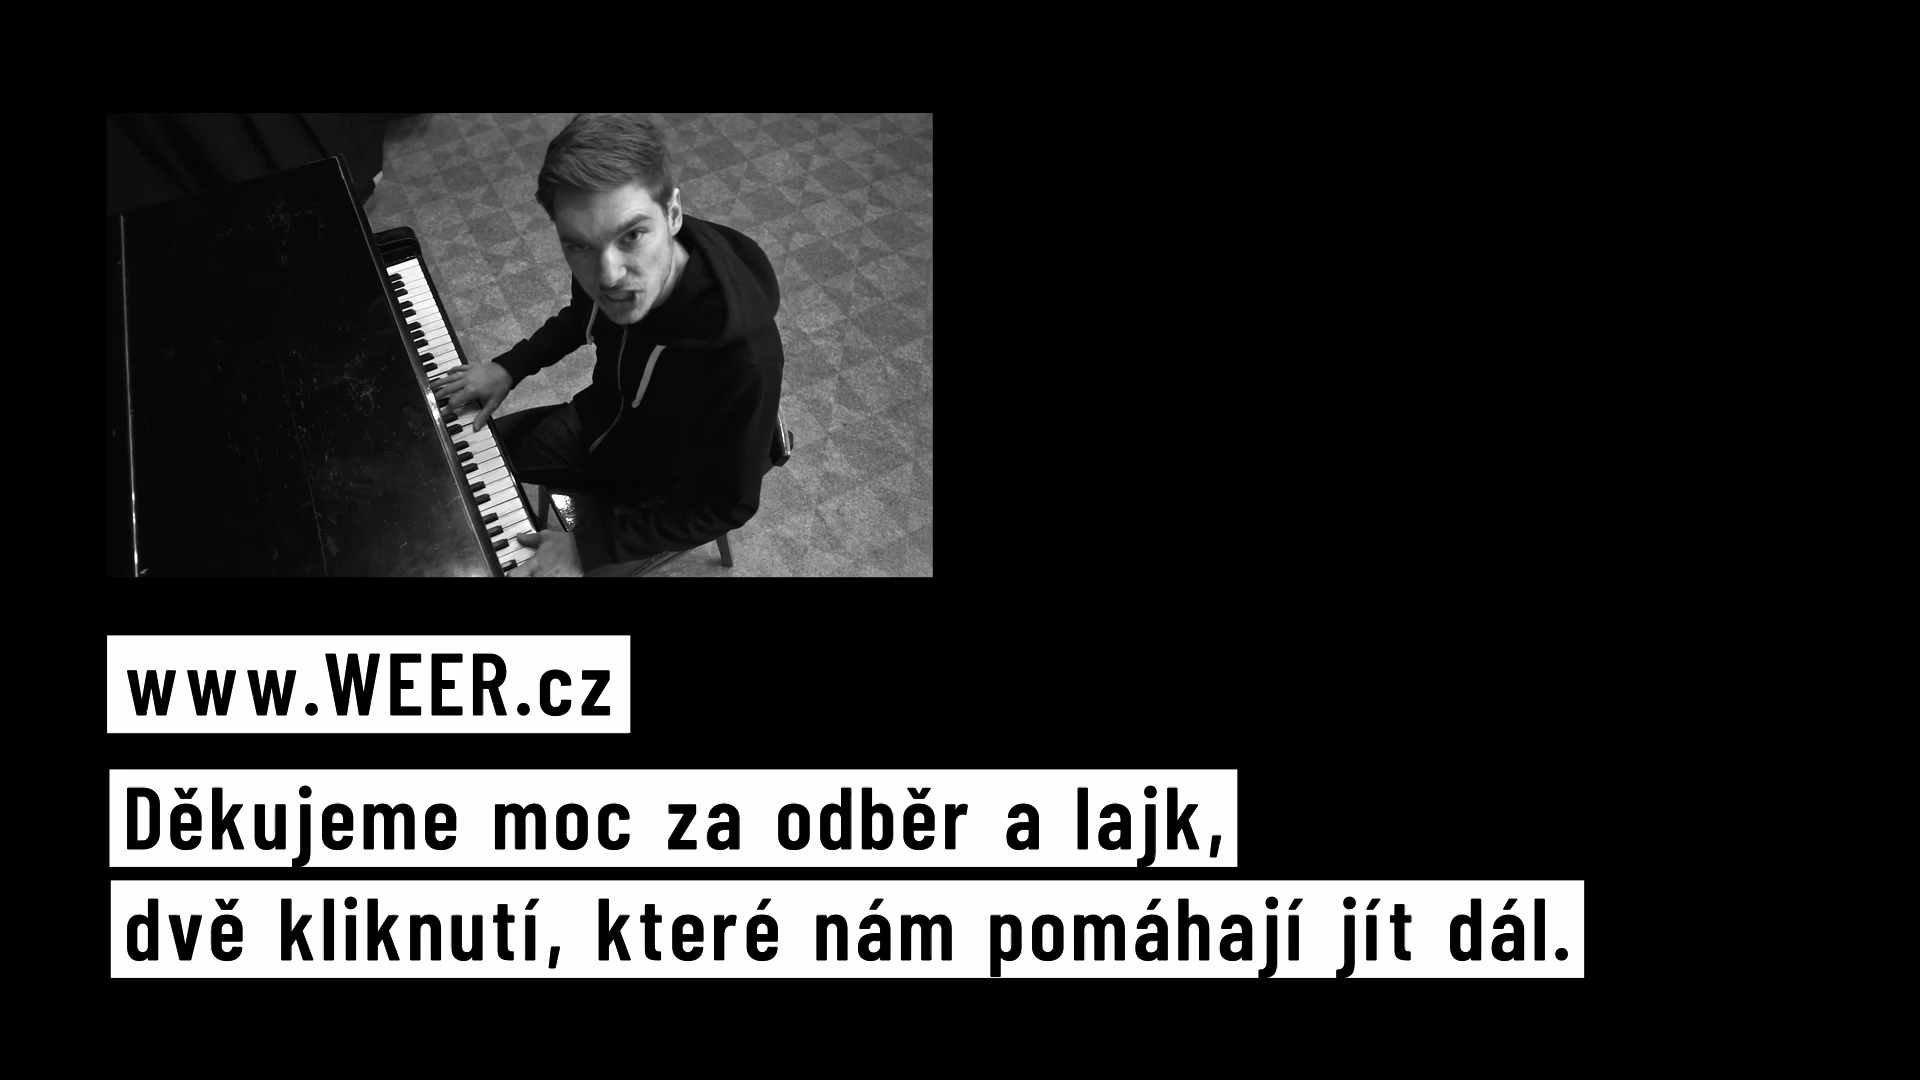 www.WEER.cz
Děkujeme moc za odběr a lajk,
dvě kliknutí, které nám pomáhají jít dál.